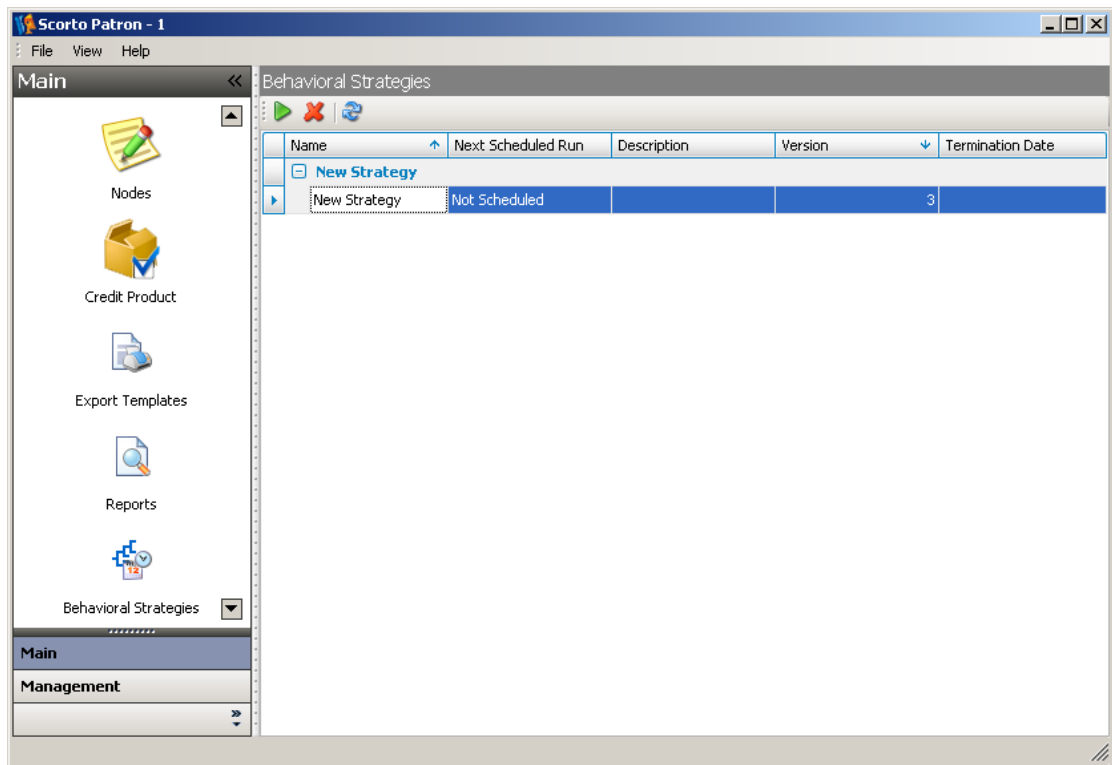 Scorto Patron - 1
File View Help
Main
Behavioral Strategies
Name Next Scheduled Run Description Version Termination Date
New Strategy
New Strategy Not Scheduled 3
Nodes
Credit Product
Export Templates
Reports
12
Behavioral Strategies
Main
Management